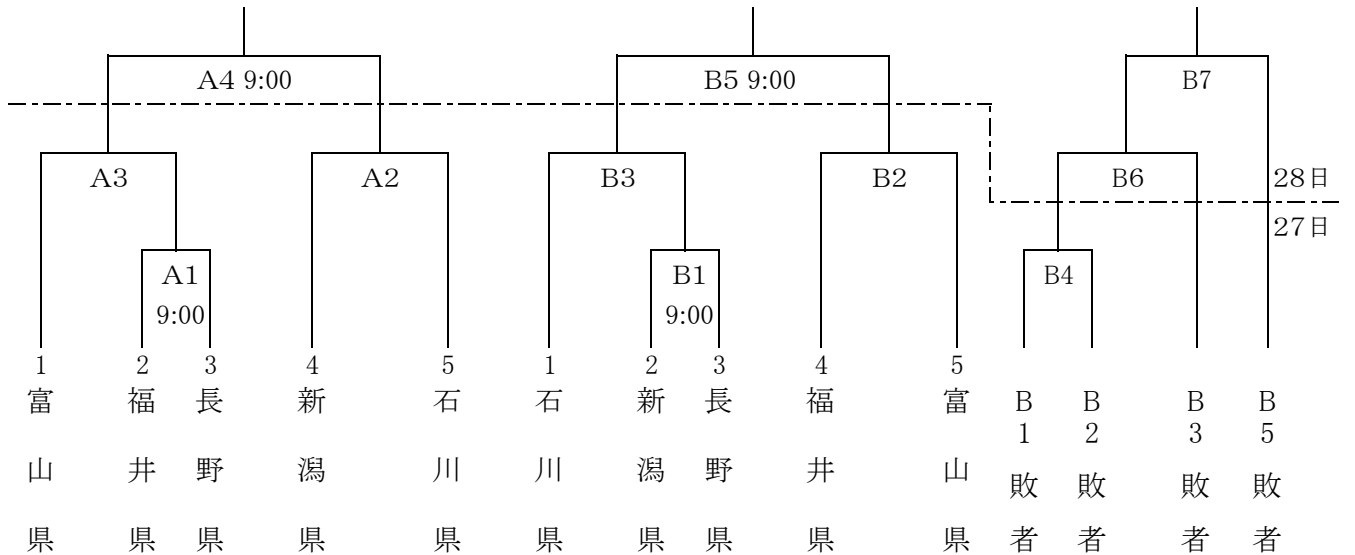 A4 9:00
B5 9:00
B7
A3
A2
B3
B2
B6
28日
27日
A1
9:00
B1
9:00
B4
1
富山県
2
福井県
3
長野県
4
新潟県
5
石川県
1
石川県
2
新潟県
3
長野県
4
福井県
5
富山県
B1敗者
B2敗者
B3敗者
B5敗者